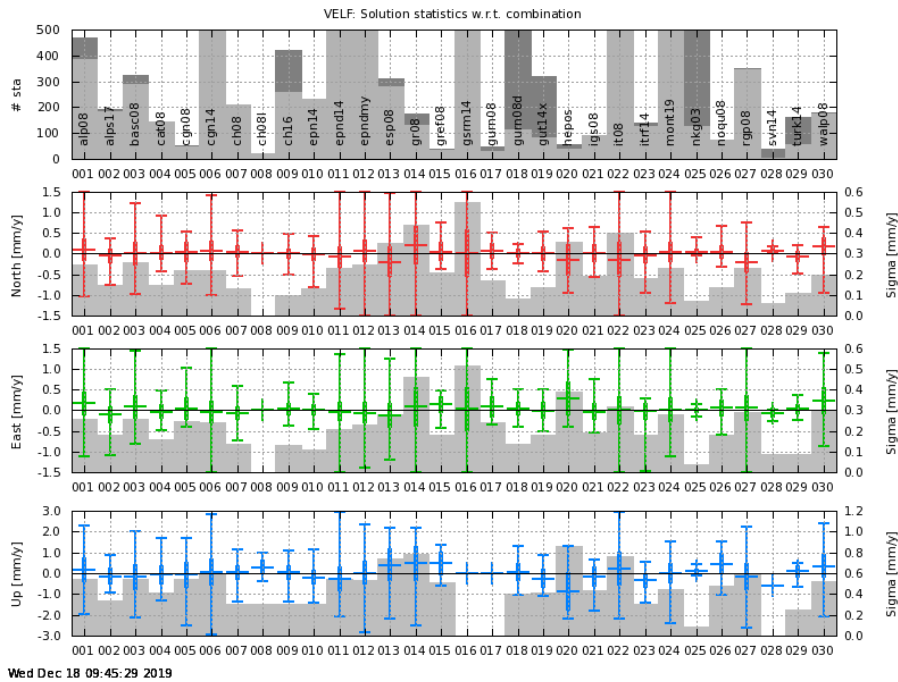 VELF: Solution statistics w.r.t. combination
500
400
300
200
100
0
# sta
alp08 alps17 basc08 cat08 cgn08 cgn14 ch08 ch08l ch16 epn14 epnd14 epndmy esp08 gr08 gref08 gsrm14 gum08 gur08d gut14x hepos igs08 it08 itrf14 mont19 nkg03 noqu08 rgp08 svn14 turk14 walp08
001 002 003 004 005 006 007 008 009 010 011 012 013 014 015 016 017 018 019 020 021 022 023 024 025 026 027 028 029 030
1.5 0.6
1.0 0.5
0.5 0.4
0.0 0.3
-0.5 0.2
-1.0 0.1
-1.5 0.0
North [mm/y] Sigma [mm/y]
001 002 003 004 005 006 007 008 009 010 011 012 013 014 015 016 017 018 019 020 021 022 023 024 025 026 027 028 029 030
1.5 0.6
1.0 0.5
0.5 0.4
0.0 0.3
-0.5 0.2
-1.0 0.1
-1.5 0.0
East [mm/y] Sigma [mm/y]
001 002 003 004 005 006 007 008 009 010 011 012 013 014 015 016 017 018 019 020 021 022 023 024 025 026 027 028 029 030
3.0 1.2
2.0 1.0
1.0 0.8
0.0 0.6
-1.0 0.4
-2.0 0.2
-3.0 0.0
Up [mm/y] Sigma [mm/y]
001 002 003 004 005 006 007 008 009 010 011 012 013 014 015 016 017 018 019 020 021 022 023 024 025 026 027 028 029 030
Wed Dec 18 09:45:29 2019